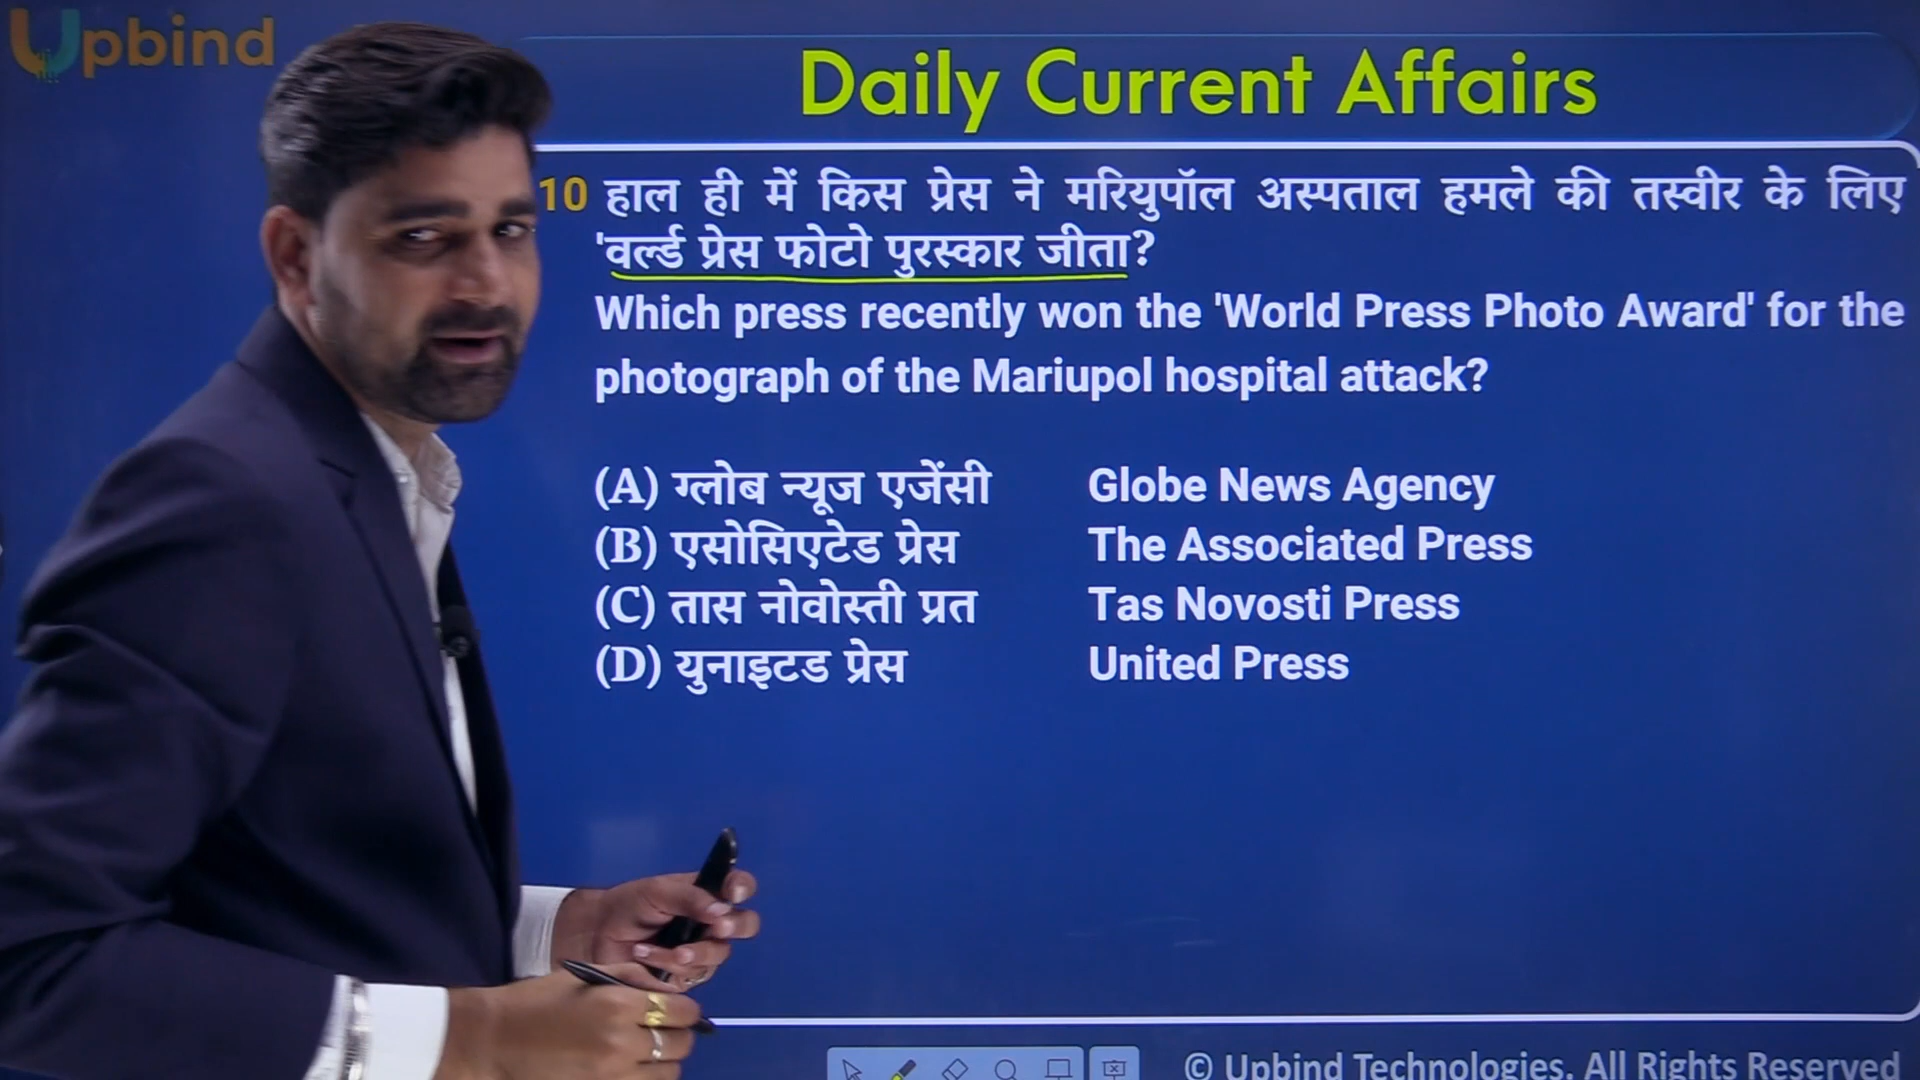 Upbind
Daily Current Affairs
10 हाल ही में किस प्रेस ने मरियुपॉल अस्पताल हमले की तस्वीर के लिए
'वर्ल्ड प्रेस फोटो पुरस्कार जीता?
Which press recently won the 'World Press Photo Award' for the
photograph of the Mariupol hospital attack?
(A) ग्लोब न्यूज एजेंसी Globe News Agency
(B) एसोसिएटेड प्रेस The Associated Press
(C) तास नोवोस्ती प्रत Tas Novosti Press
(D) युनाइटड प्रेस United Press
© Upbind Technologies. All Rights Reserved